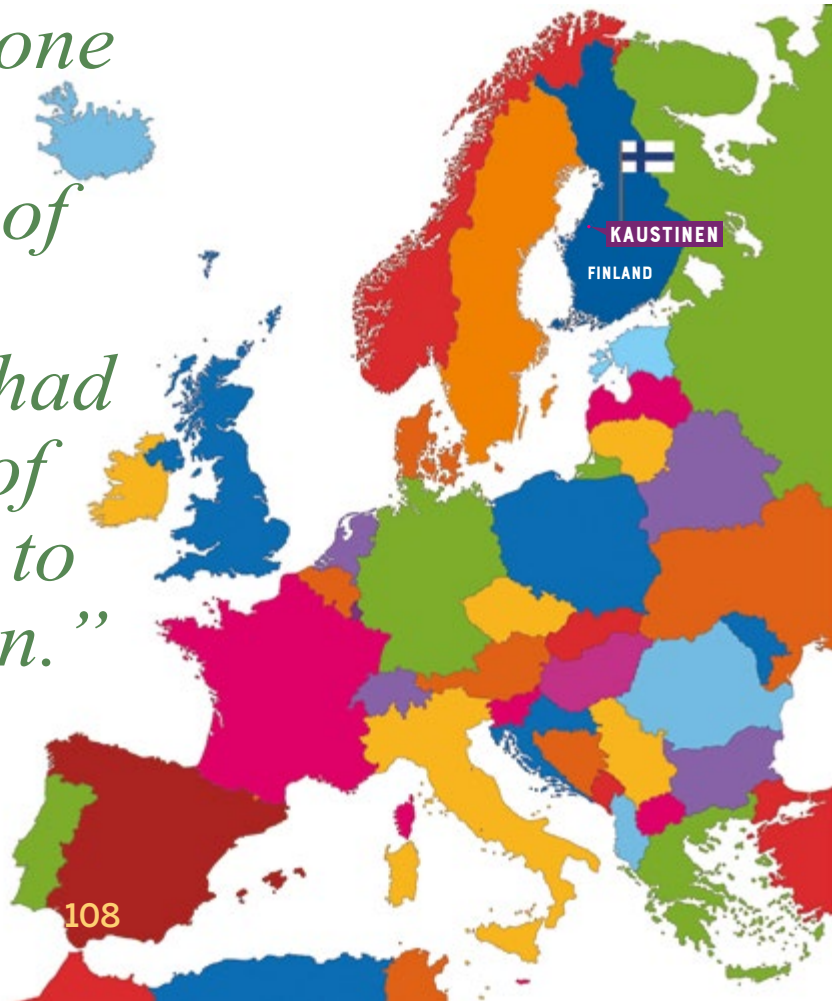 one
of
had
of
to
n.”
KAUSTINEN
FINLAND
108